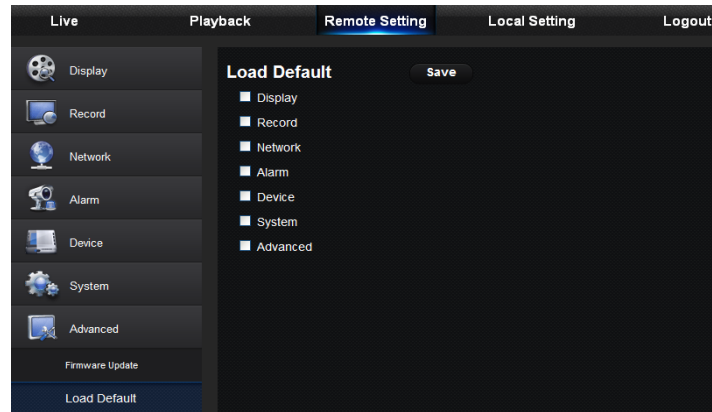 Live Playback Remote Setting Local Setting Logout
Display
Record
Network
Alarm
Device
System
Advanced
Firmware Update
Load Default
Load Default Save
Display
Record
Network
Alarm
Device
System
Advanced